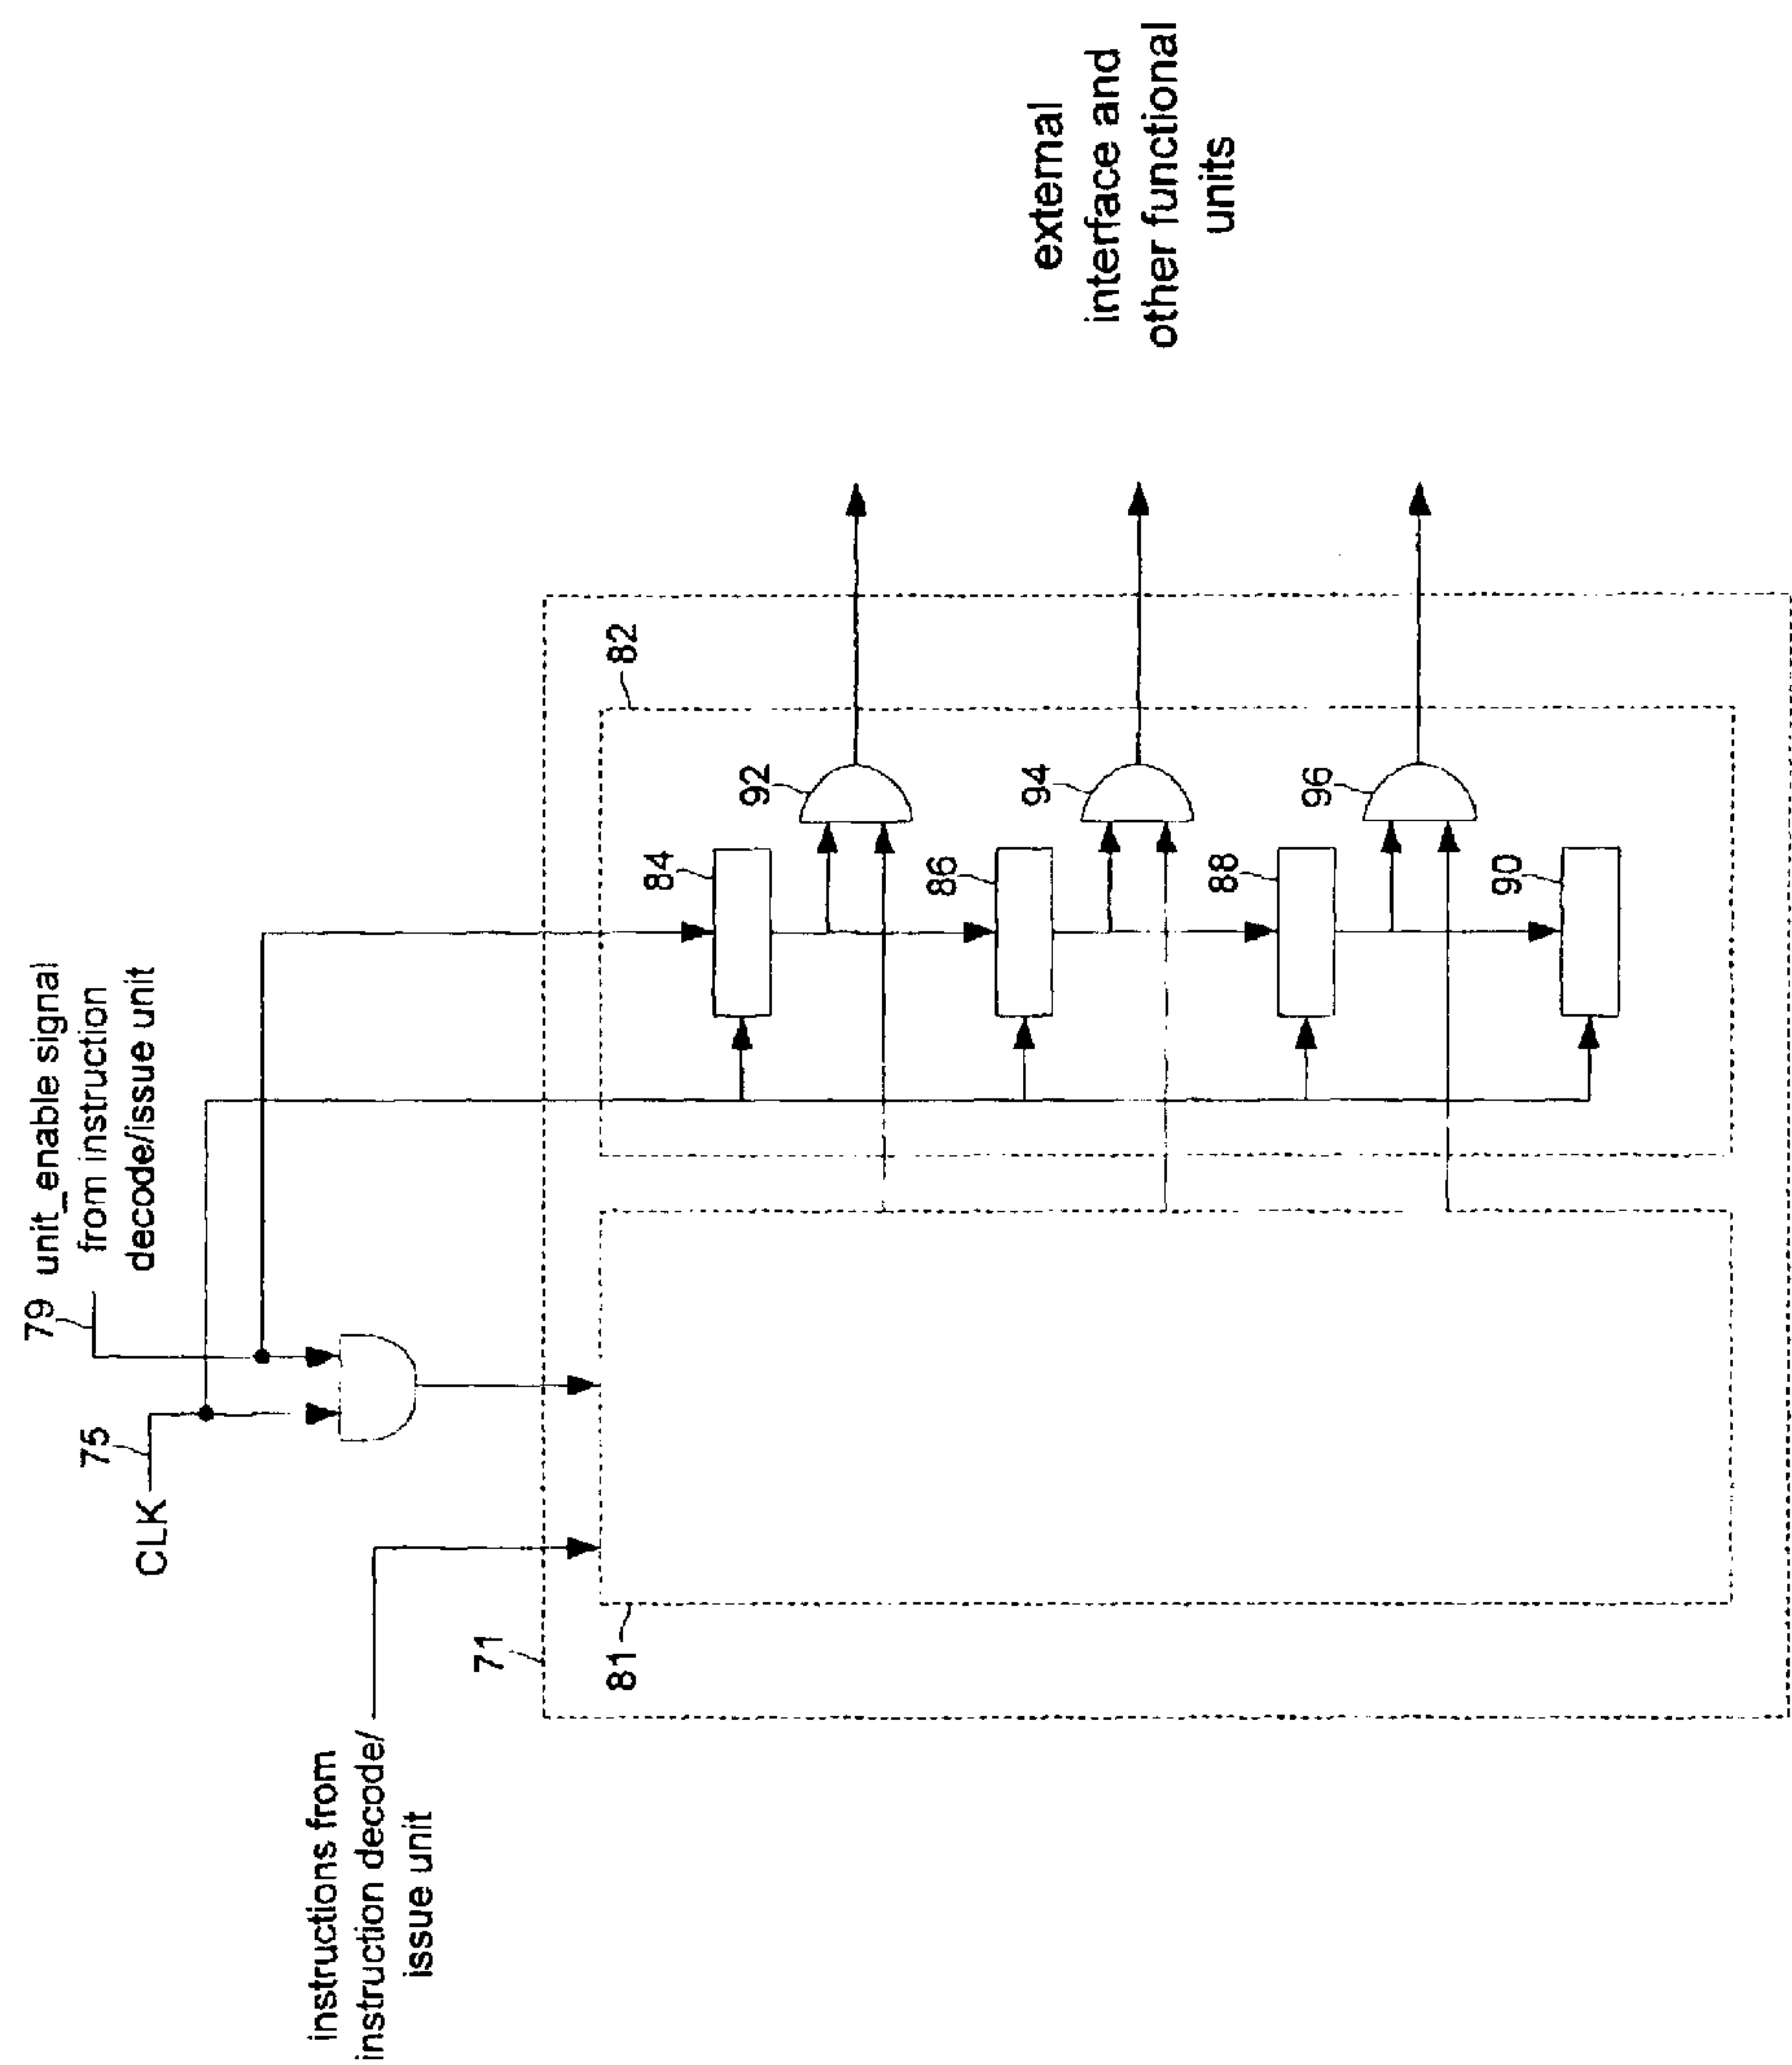 79
unit_enable signal
from instruction
decode/issue unit
75
CLK
instructions from
instruction decode/
issue unit
71
81
82
84
92
86
94
88
96
90
external
interface and
other functional
units